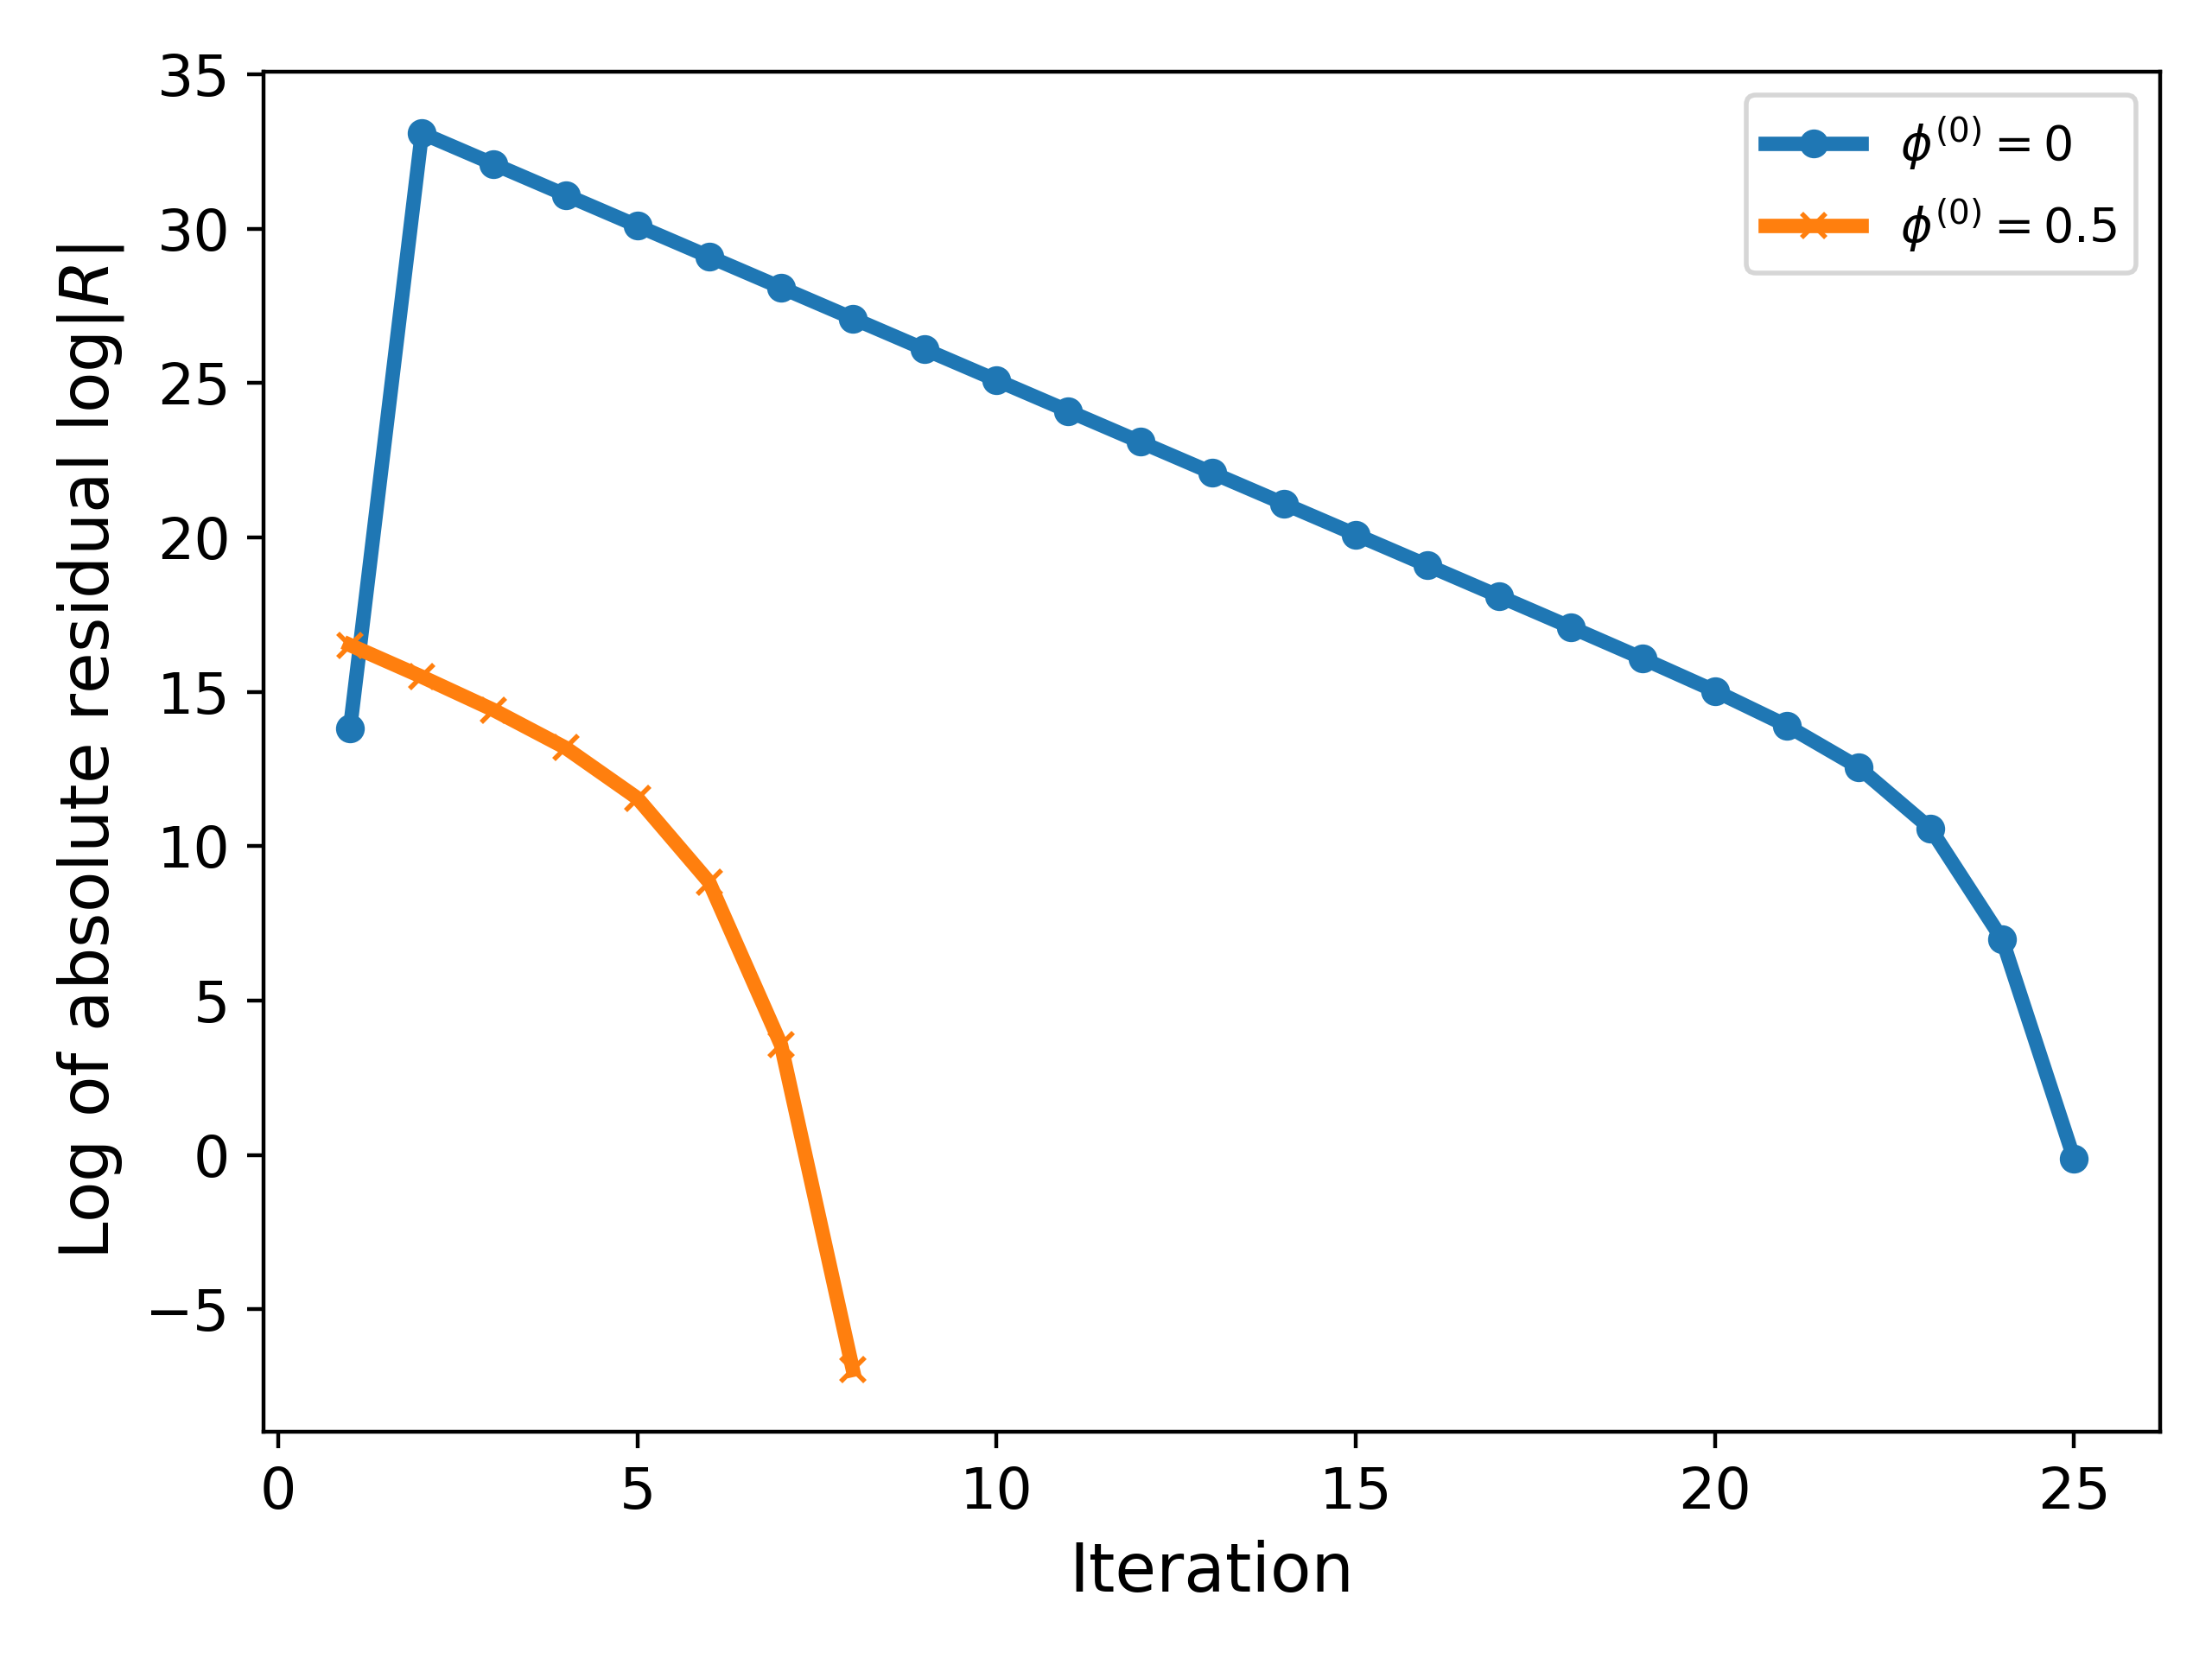 Log of absolute residual log|R|
35
30
25
20
15
10
5
0
−5
ϕ⁽⁰⁾ = 0
ϕ⁽⁰⁾ = 0.5
0 5 10 15 20 25
Iteration